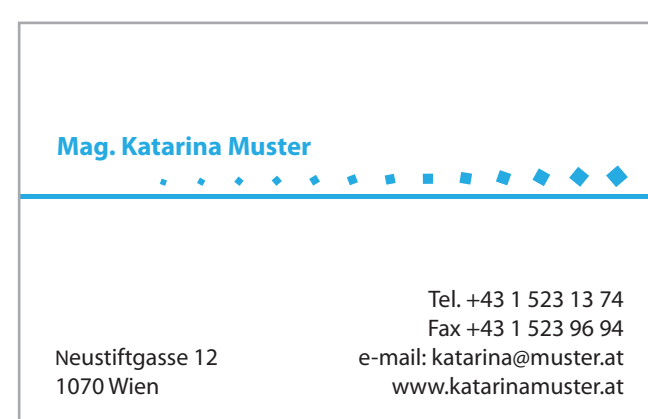 Mag. Katarina Muster
Neustiftgasse 12
1070 Wien
Tel. +43 1 523 13 74
Fax +43 1 523 96 94
e-mail: katarina@muster.at
www.katarinamuster.at